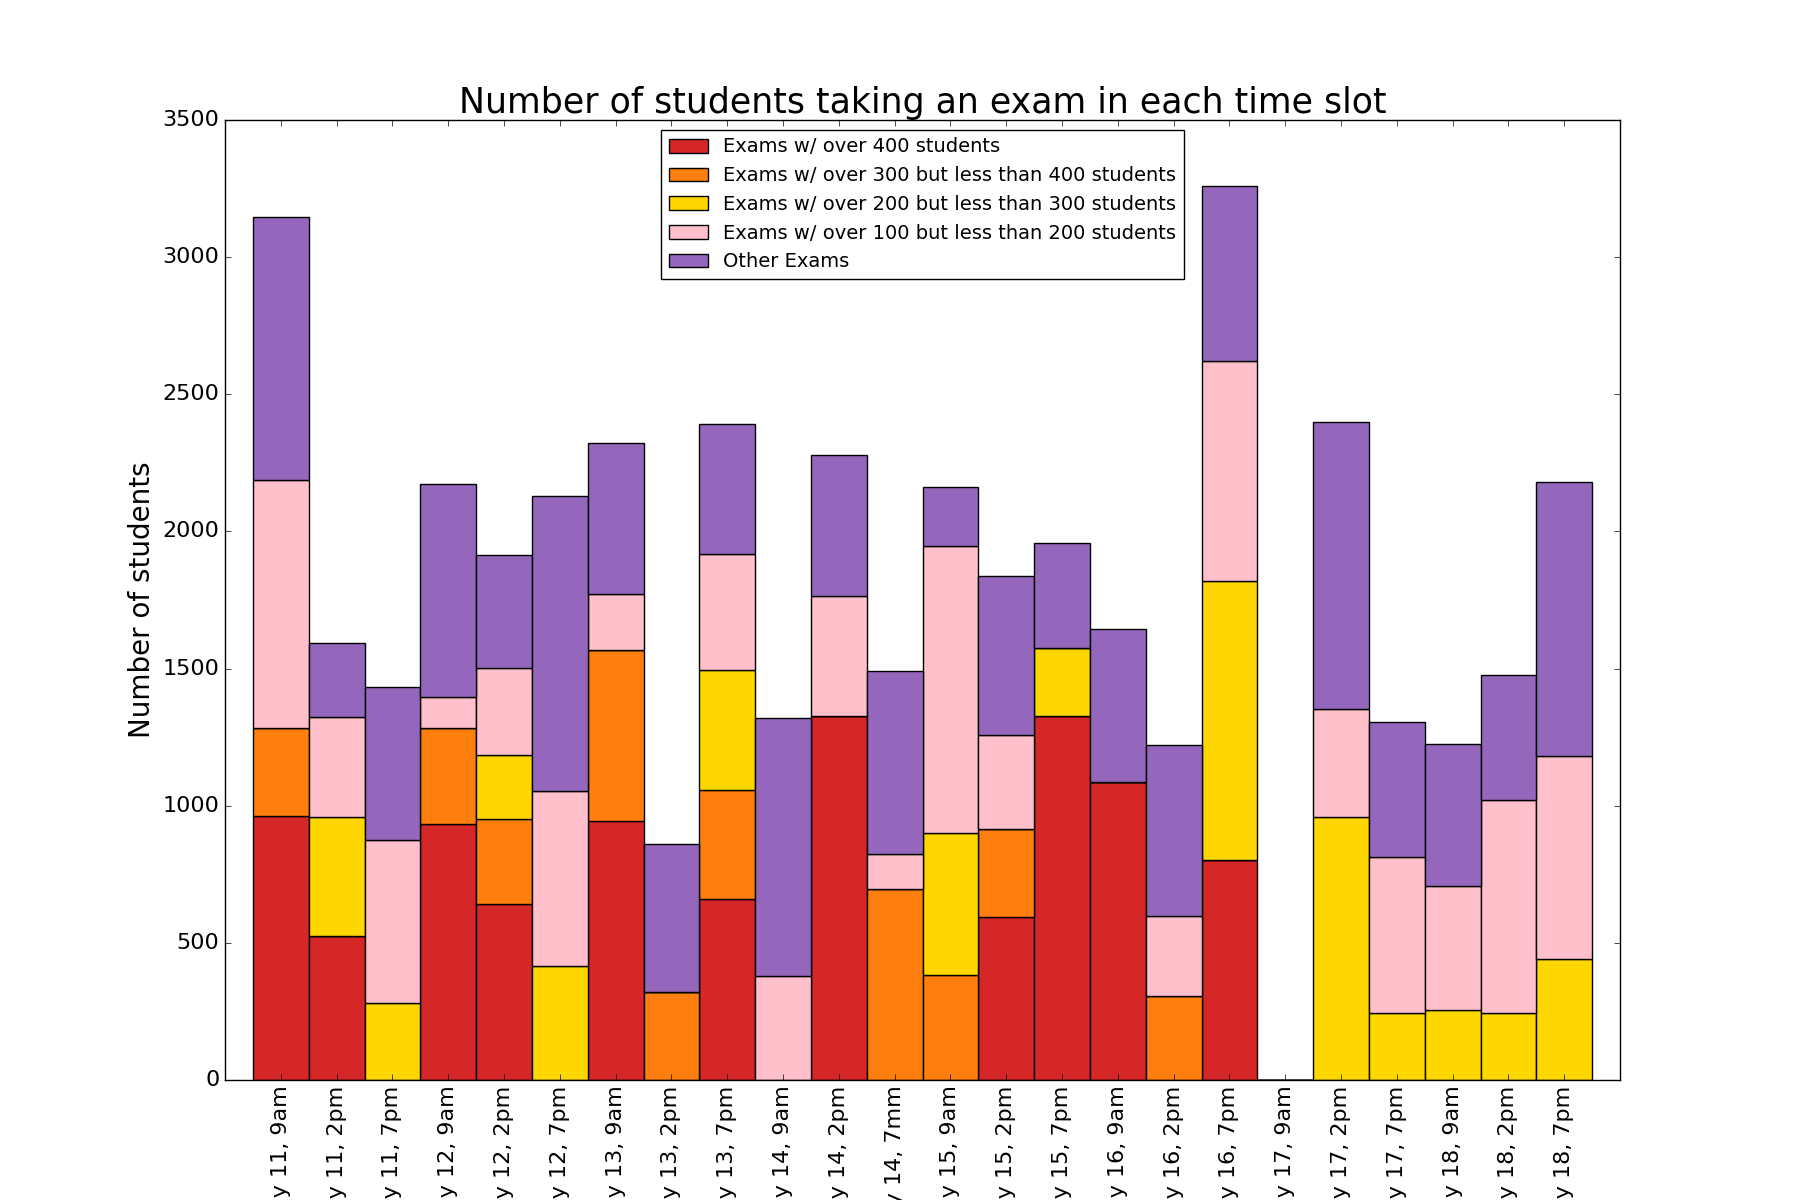 Number of students taking an exam in each time slot
Exams w/ over 400 students
Exams w/ over 300 but less than 400 students
Exams w/ over 200 but less than 300 students
Exams w/ over 100 but less than 200 students
Other Exams
Number of students
3500
3000
2500
2000
1500
1000
500
0
y 11, 9am
y 11, 2pm
y 11, 7pm
y 12, 9am
y 12, 2pm
y 12, 7pm
y 13, 9am
y 13, 2pm
y 13, 7pm
y 14, 9am
y 14, 2pm
y 14, 7mm
y 15, 9am
y 15, 2pm
y 15, 7pm
y 16, 9am
y 16, 2pm
y 16, 7pm
y 17, 9am
y 17, 2pm
y 17, 7pm
y 18, 9am
y 18, 2pm
y 18, 7pm